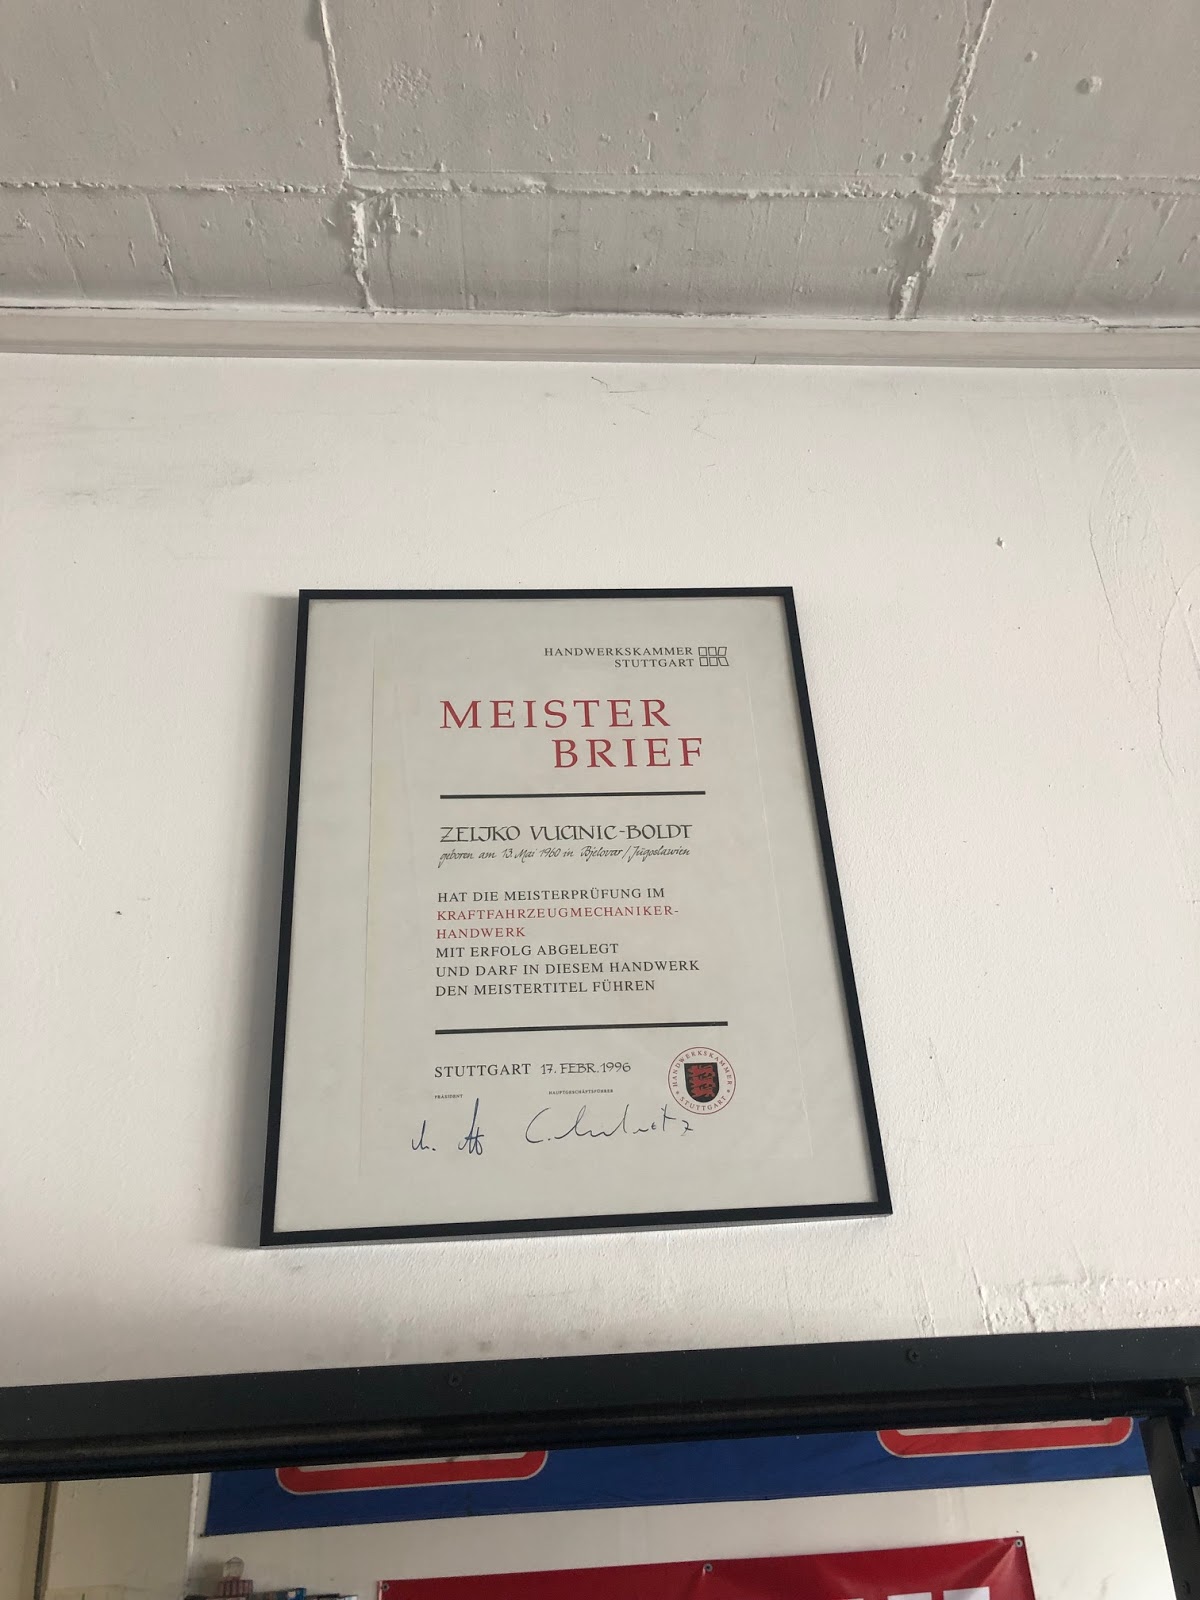 HANDWERKSKAMMER
STUTTGART
MEISTER
BRIEF
ZELJKO VUCINIC-BOLDT
geboren am 13. Mai 1960 in Bjelovar / Jugoslawien
HAT DIE MEISTERPRÜFUNG IM
KRAFTFAHRZEUGMECHANIKER-
HANDWERK
MIT ERFOLG ABGELEGT
UND DARF IN DIESEM HANDWERK
DEN MEISTERTITEL FÜHREN
STUTTGART 17. FEBR. 1996
PRÄSIDENT HAUPTGESCHÄFTSFÜHRER
HANDWERKSKAMMER STUTTGART